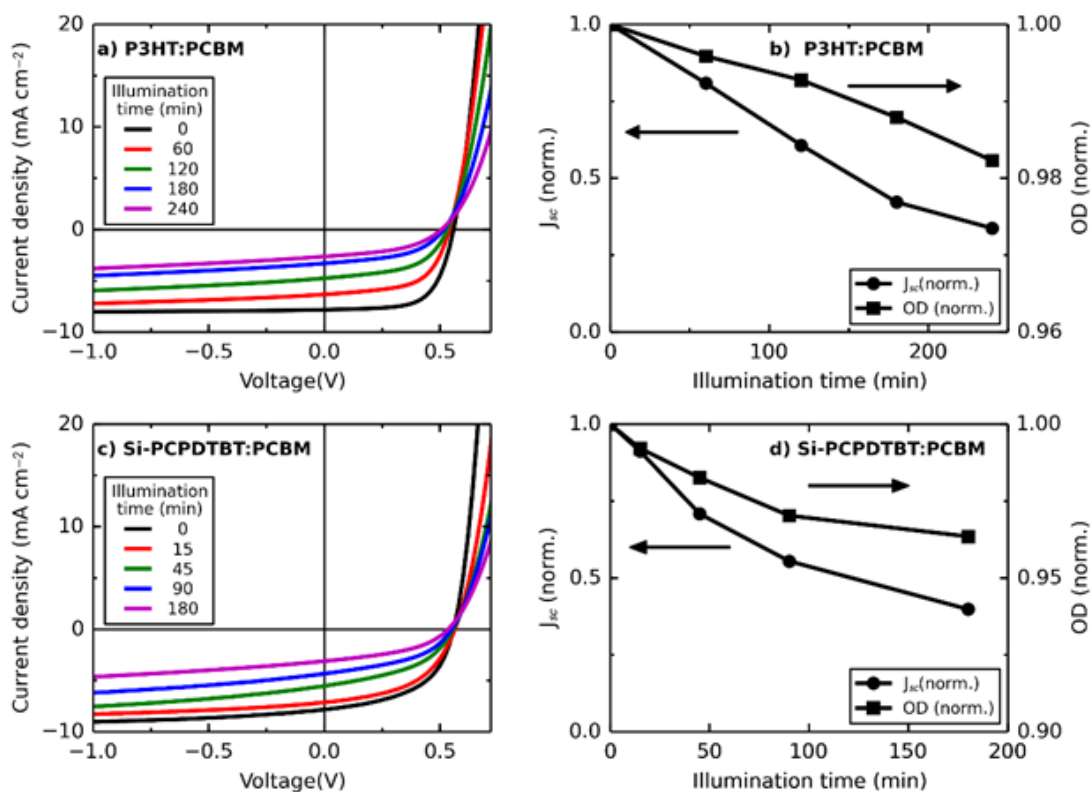 a) P3HT:PCBM
Current density (mA cm⁻²)
20
10
0
−10
Illumination
time (min)
0
60
120
180
240
−1.0
−0.5
0.0
0.5
Voltage(V)
b) P3HT:PCBM
J_sc (norm.)
1.0
0.5
0.0
1.00
0.98
0.96
OD (norm.)
J_sc(norm.)
OD (norm.)
0
100
200
Illumination time (min)
c) Si-PCPDTBT:PCBM
Current density (mA cm⁻²)
20
10
0
−10
Illumination
time (min)
0
15
45
90
180
−1.0
−0.5
0.0
0.5
Voltage(V)
d) Si-PCPDTBT:PCBM
J_sc (norm.)
1.0
0.5
0.0
1.00
0.95
0.90
OD (norm.)
J_sc(norm.)
OD (norm.)
0
50
100
150
200
Illumination time (min)